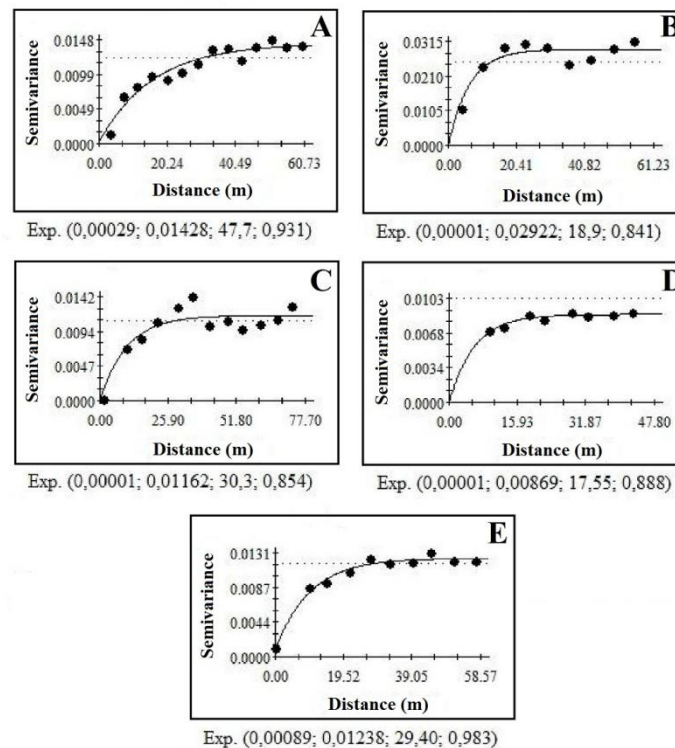 A
Semivariance
0.0148
0.0099
0.0049
0.0000
0.00 20.24 40.49 60.73
Distance (m)
Exp. (0,00029; 0,01428; 47,7; 0,931)
B
Semivariance
0.0315
0.0210
0.0105
0.0000
0.00 20.41 40.82 61.23
Distance (m)
Exp. (0,00001; 0,02922; 18,9; 0,841)
C
Semivariance
0.0142
0.0094
0.0047
0.0000
0.00 25.90 51.80 77.70
Distance (m)
Exp. (0,00001; 0,01162; 30,3; 0,854)
D
Semivariance
0.0103
0.0068
0.0034
0.0000
0.00 15.93 31.87 47.80
Distance (m)
Exp. (0,00001; 0,00869; 17,55; 0,888)
E
Semivariance
0.0131
0.0087
0.0044
0.0000
0.00 19.52 39.05 58.57
Distance (m)
Exp. (0,00089; 0,01238; 29,40; 0,983)